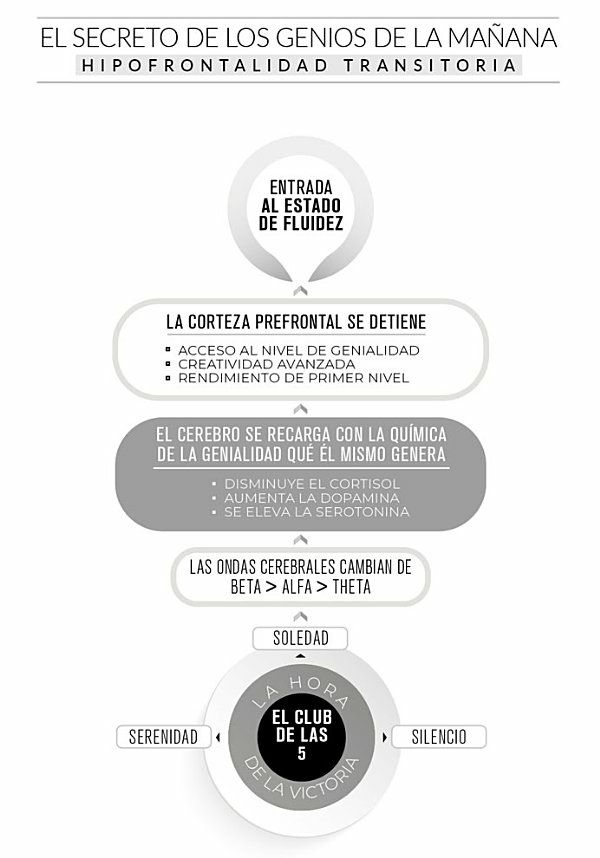 EL SECRETO DE LOS GENIOS DE LA MAÑANA
HIPOFRONTALIDAD TRANSITORIA
ENTRADA
AL ESTADO
DE FLUIDEZ
LA CORTEZA PREFRONTAL SE DETIENE
ACCESO AL NIVEL DE GENIALIDAD
CREATIVIDAD AVANZADA
RENDIMIENTO DE PRIMER NIVEL
EL CEREBRO SE RECARGA CON LA QUÍMICA
DE LA GENIALIDAD QUÉ ÉL MISMO GENERA
DISMINUYE EL CORTISOL
AUMENTA LA DOPAMINA
SE ELEVA LA SEROTONINA
LAS ONDAS CEREBRALES CAMBIAN DE
BETA > ALFA > THETA
SOLEDAD
LA HORA
EL CLUB
DE LAS
5
DE LA VICTORIA
SERENIDAD
SILENCIO